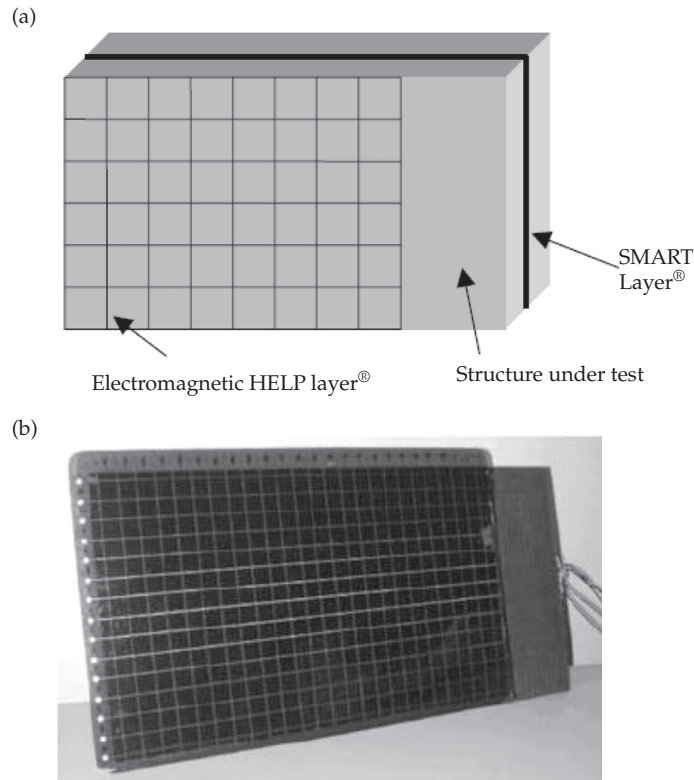 (a)
SMART
Layer®
Electromagnetic HELP layer®
Structure under test
(b)